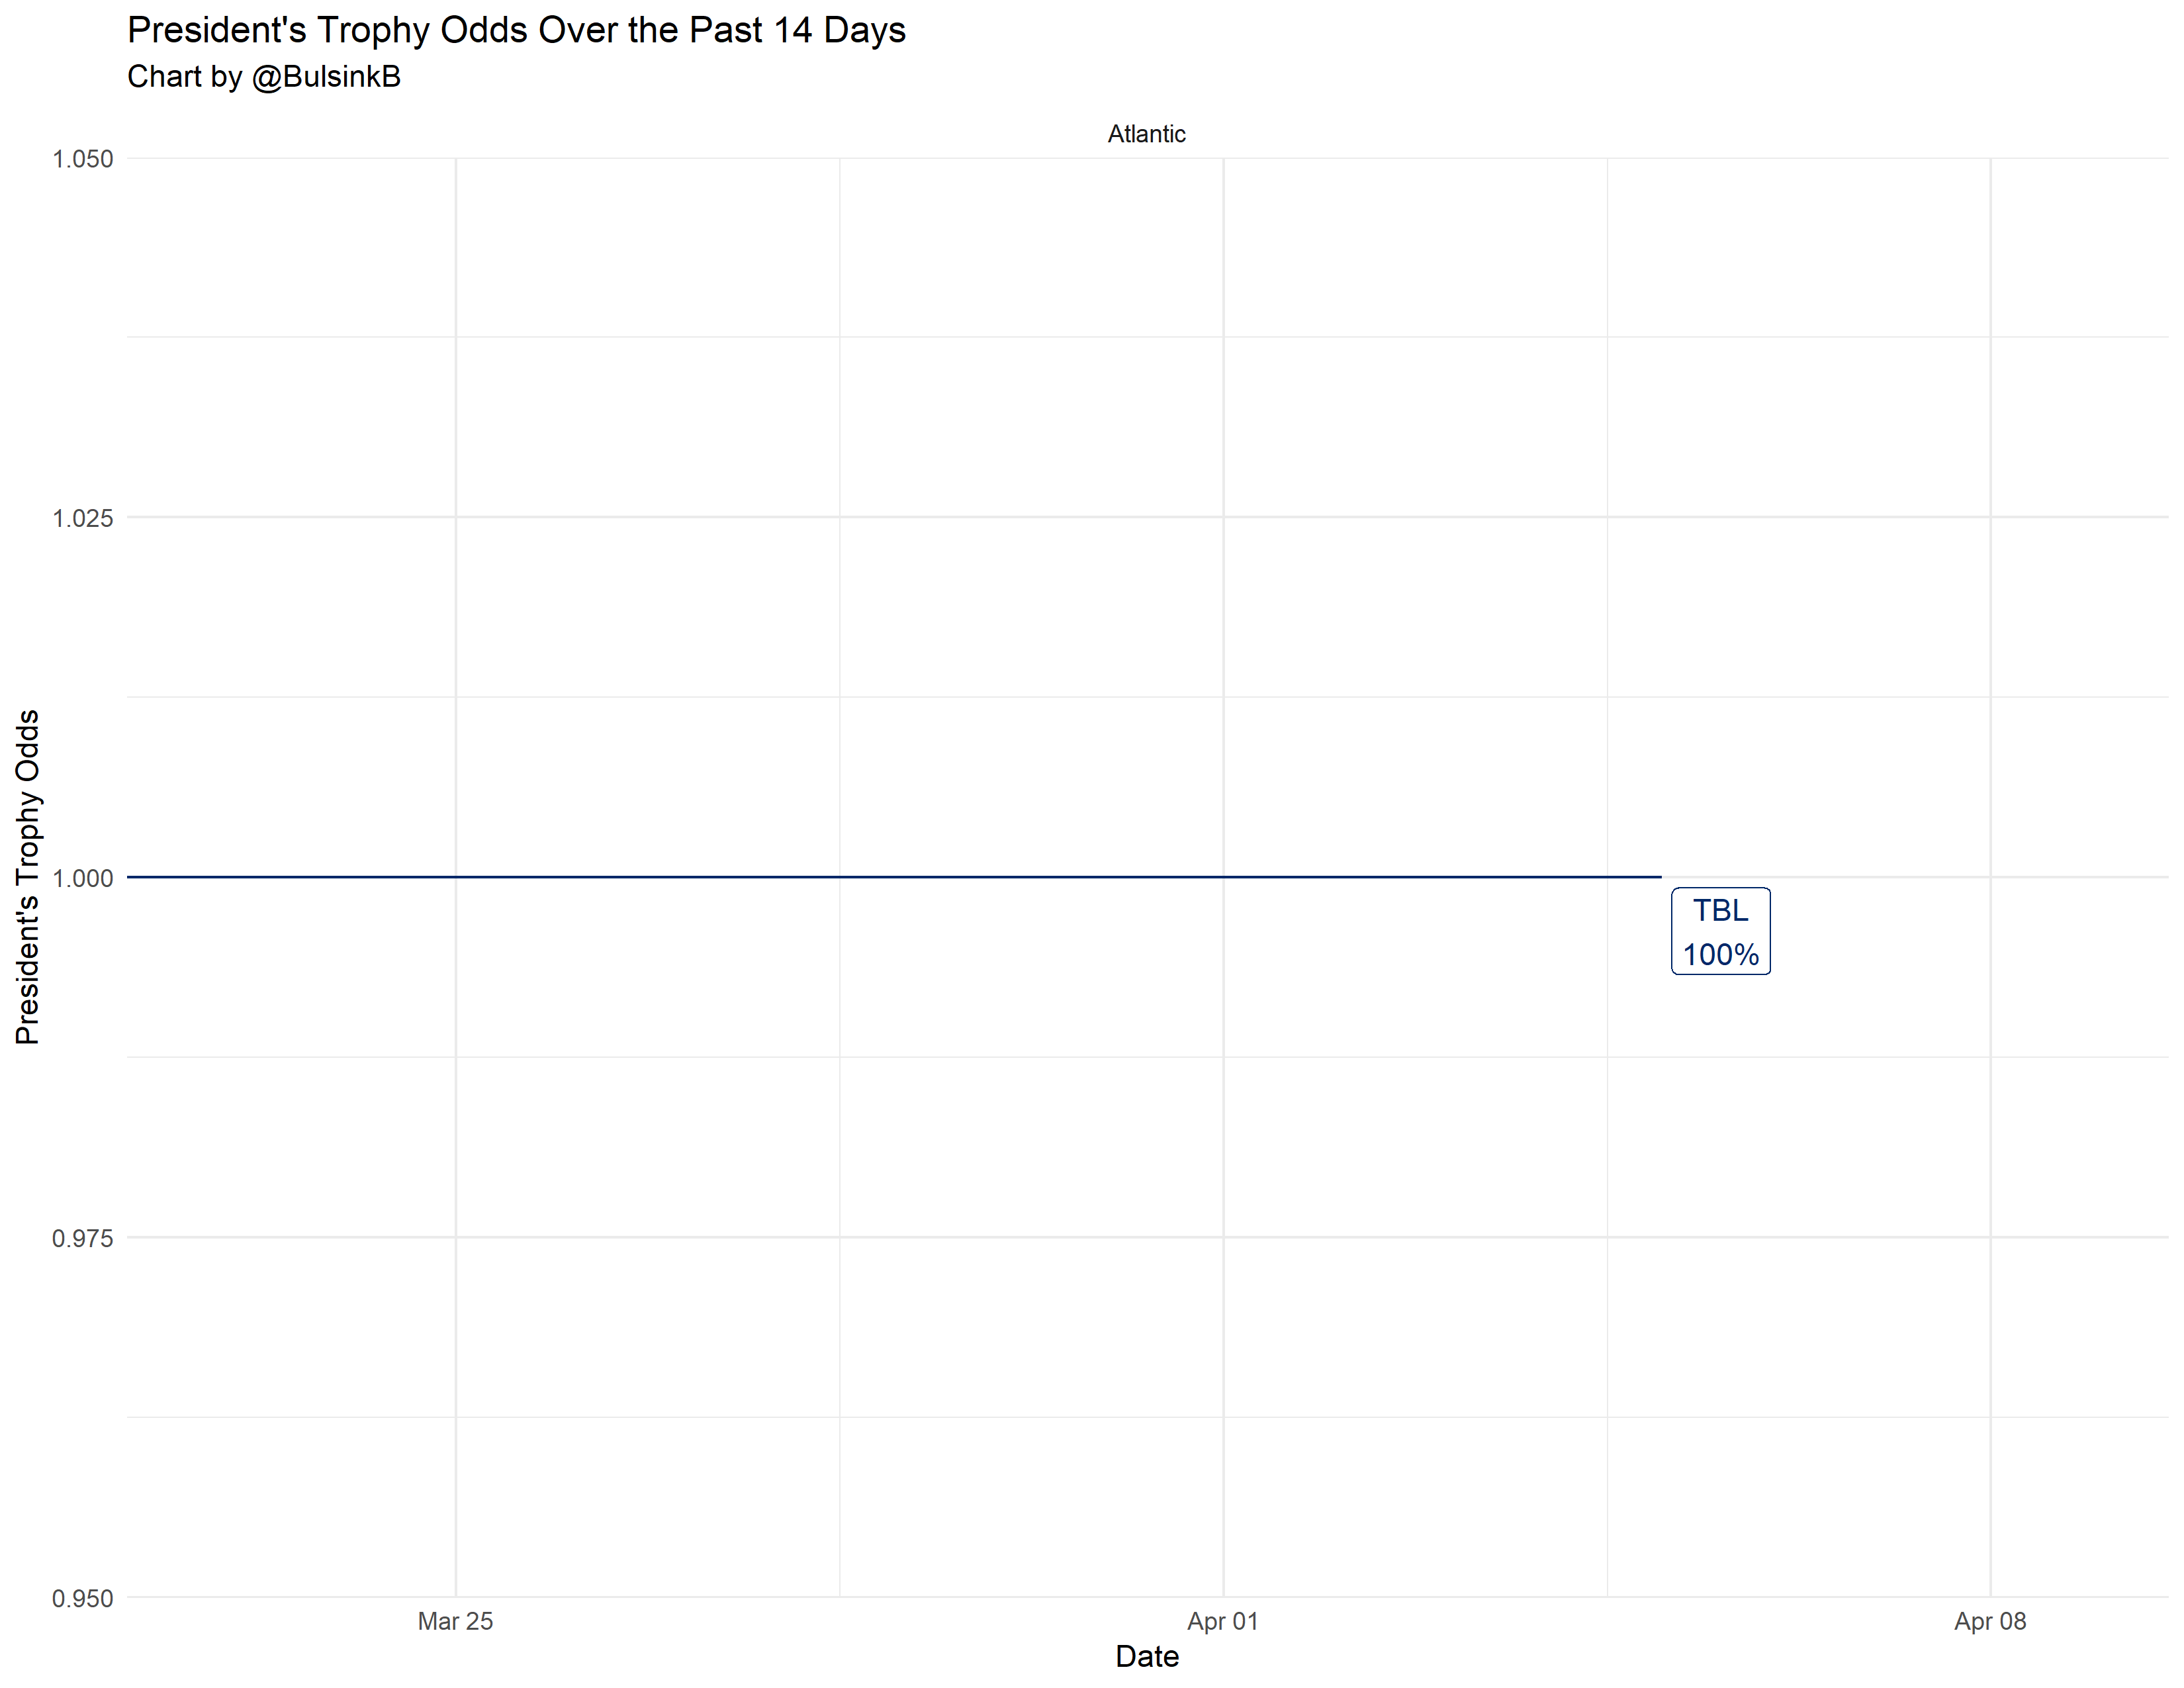 President's Trophy Odds Over the Past 14 Days
Chart by @BulsinkB
Atlantic
1.050
1.025
1.000
0.975
0.950
President's Trophy Odds
TBL
100%
Mar 25
Apr 01
Apr 08
Date